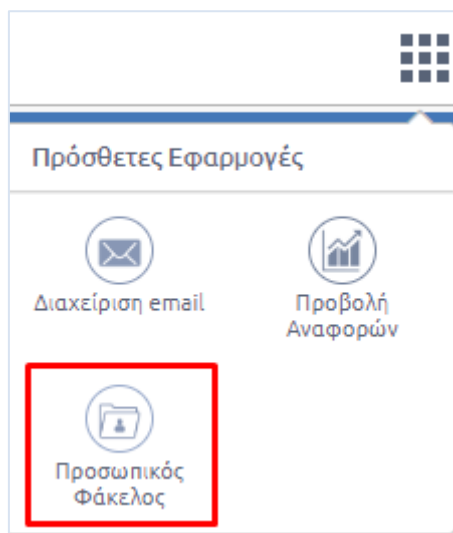 Πρόσθετες Εφαρμογές
Διαχείριση email
Προβολή
Αναφορών
Προσωπικός
Φάκελος